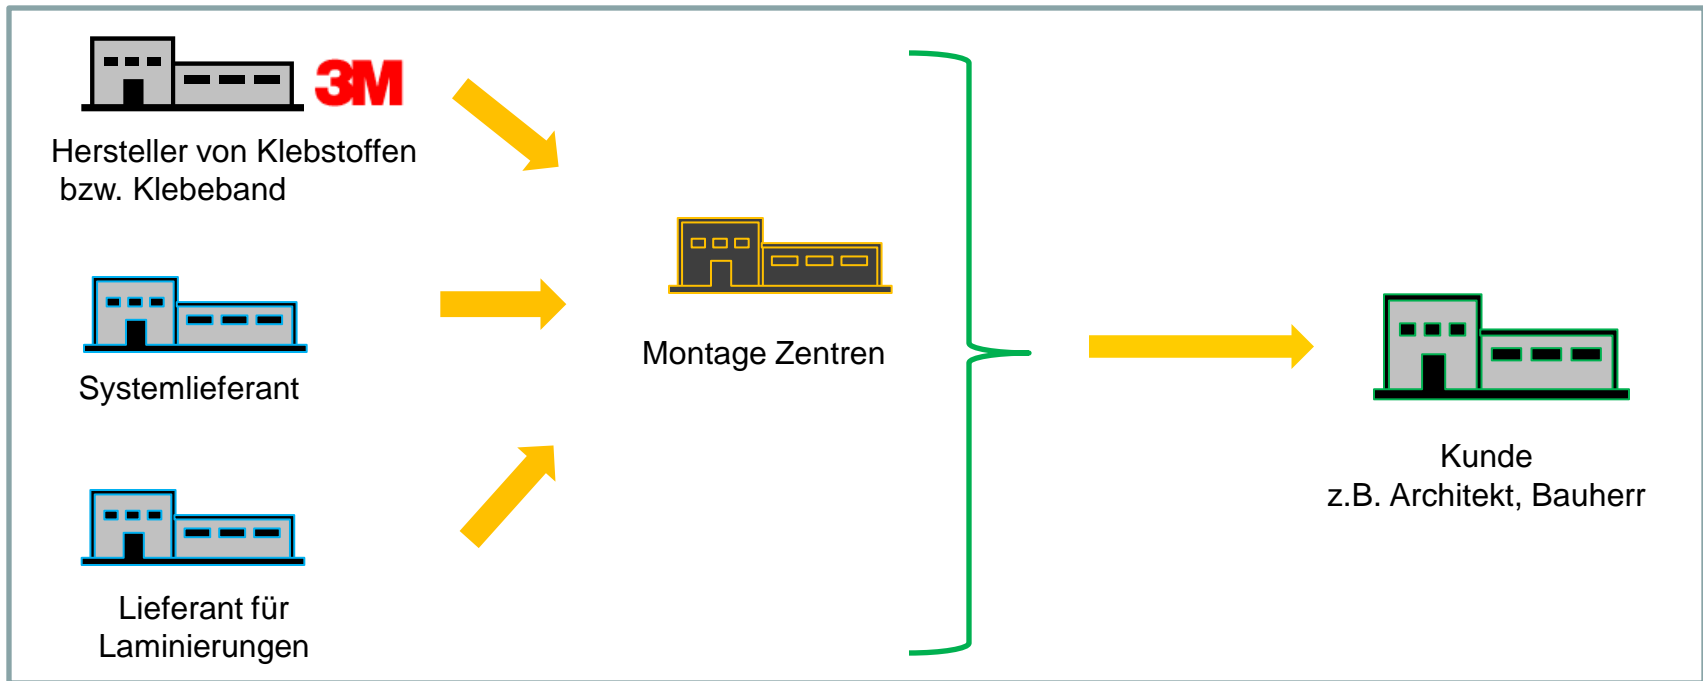 3M
Hersteller von Klebstoffen
bzw. Klebeband
Systemlieferant
Lieferant für
Laminierungen
Montage Zentren
Kunde
z.B. Architekt, Bauherr